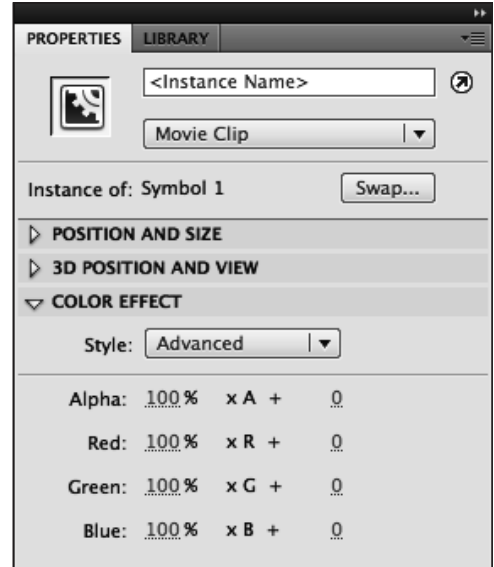 PROPERTIES LIBRARY
<Instance Name>
Movie Clip
Instance of: Symbol 1 Swap...
POSITION AND SIZE
3D POSITION AND VIEW
COLOR EFFECT
Style: Advanced
Alpha: 100 % x A + 0
Red: 100 % x R + 0
Green: 100 % x G + 0
Blue: 100 % x B + 0